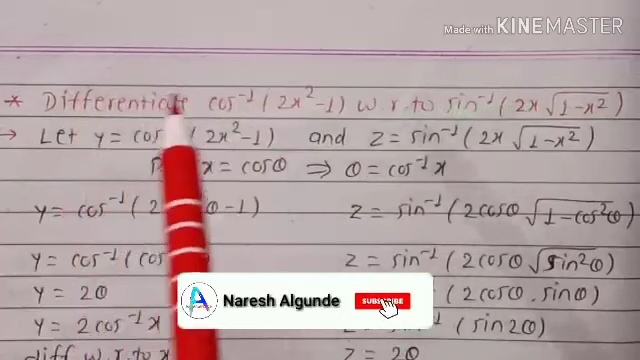 Made with KINEMASTER
* Differentiate cos⁻¹(2x²-1) w.r.to sin⁻¹(2x√1-x²)
→ Let y = cos (2x²-1) and z = sin⁻¹(2x√1-x²)
x = cosθ ⇒ θ = cos⁻¹x
y = cos⁻¹(2 θ-1) z = sin⁻¹(2cosθ√1-cos²θ)
y = cos⁻¹(cos z = sin⁻¹(2cosθ√sin²θ)
y = 2θ (2cosθ.sinθ)
y = 2cos⁻¹x (sin2θ)
diff w.r.to x z = 2θ
A
Naresh Algunde
SUBSCRIBE